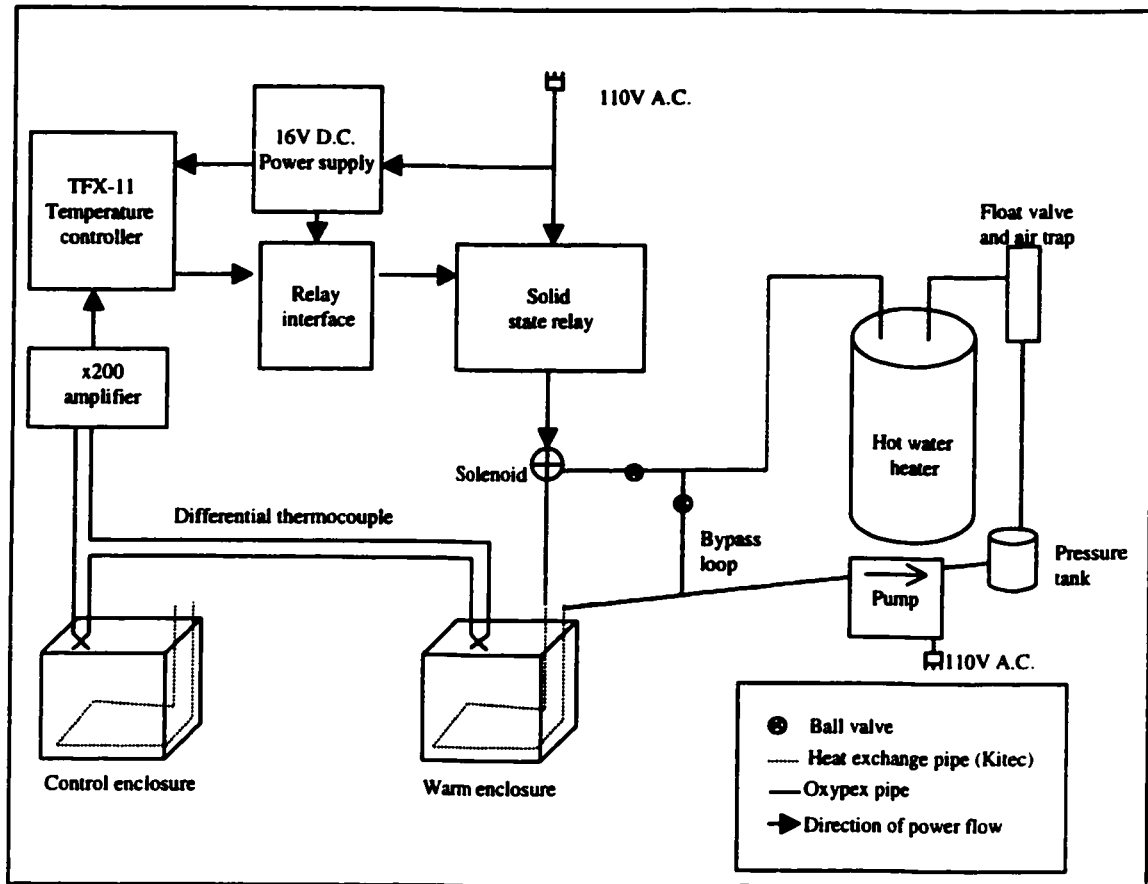 110V A.C.
16V D.C.
Power supply
TFX-11
Temperature
controller
Float valve
and air trap
Relay
interface
Solid
state relay
x200
amplifier
Hot water
heater
Solenoid
Differential thermocouple
Bypass
loop
Pressure
tank
Pump
110V A.C.
Control enclosure
Warm enclosure
Ball valve
Heat exchange pipe (Kitec)
Oxypex pipe
Direction of power flow